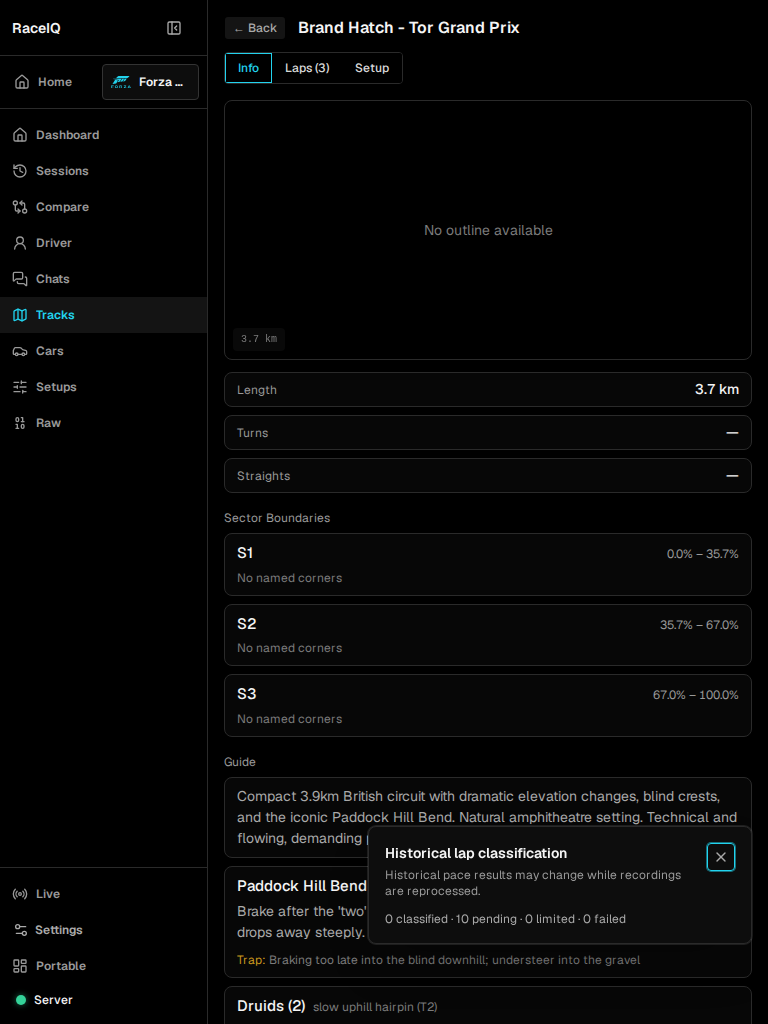 RaceIQ
← Back
Brand Hatch - Tor Grand Prix
Home
FORZA
Forza ...
Info
Laps (3)
Setup
Dashboard
Sessions
Compare
Driver
Chats
Tracks
Cars
Setups
Raw
No outline available
3.7 km
Length
3.7 km
Turns
—
Straights
—
Sector Boundaries
S1
0.0% – 35.7%
No named corners
S2
35.7% – 67.0%
No named corners
S3
67.0% – 100.0%
No named corners
Guide
Compact 3.9km British circuit with dramatic elevation changes, blind crests,
and the iconic Paddock Hill Bend. Natural amphitheatre setting. Technical and
flowing, demanding
Paddock Hill Bend
Brake after the 'two'
drops away steeply.
Trap: Braking too late into the blind downhill; understeer into the gravel
Druids (2) slow uphill hairpin (T2)
Historical lap classification
Historical pace results may change while recordings
are reprocessed.
0 classified · 10 pending · 0 limited · 0 failed
Live
Settings
Portable
Server